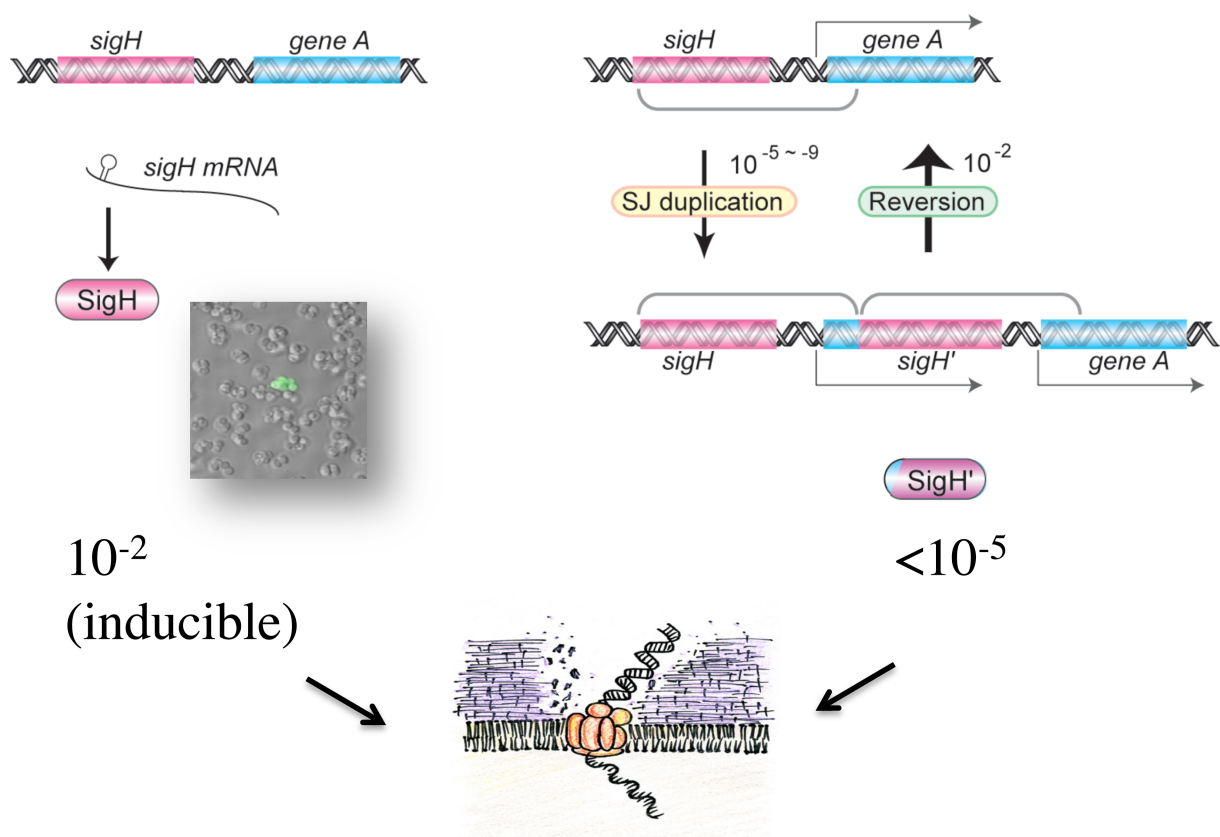 sigH gene A
sigH mRNA
SigH
10⁻²
(inducible)
sigH gene A
10⁻⁵ ~ ⁻⁹ 10⁻²
SJ duplication Reversion
sigH sigH' gene A
SigH'
<10⁻⁵